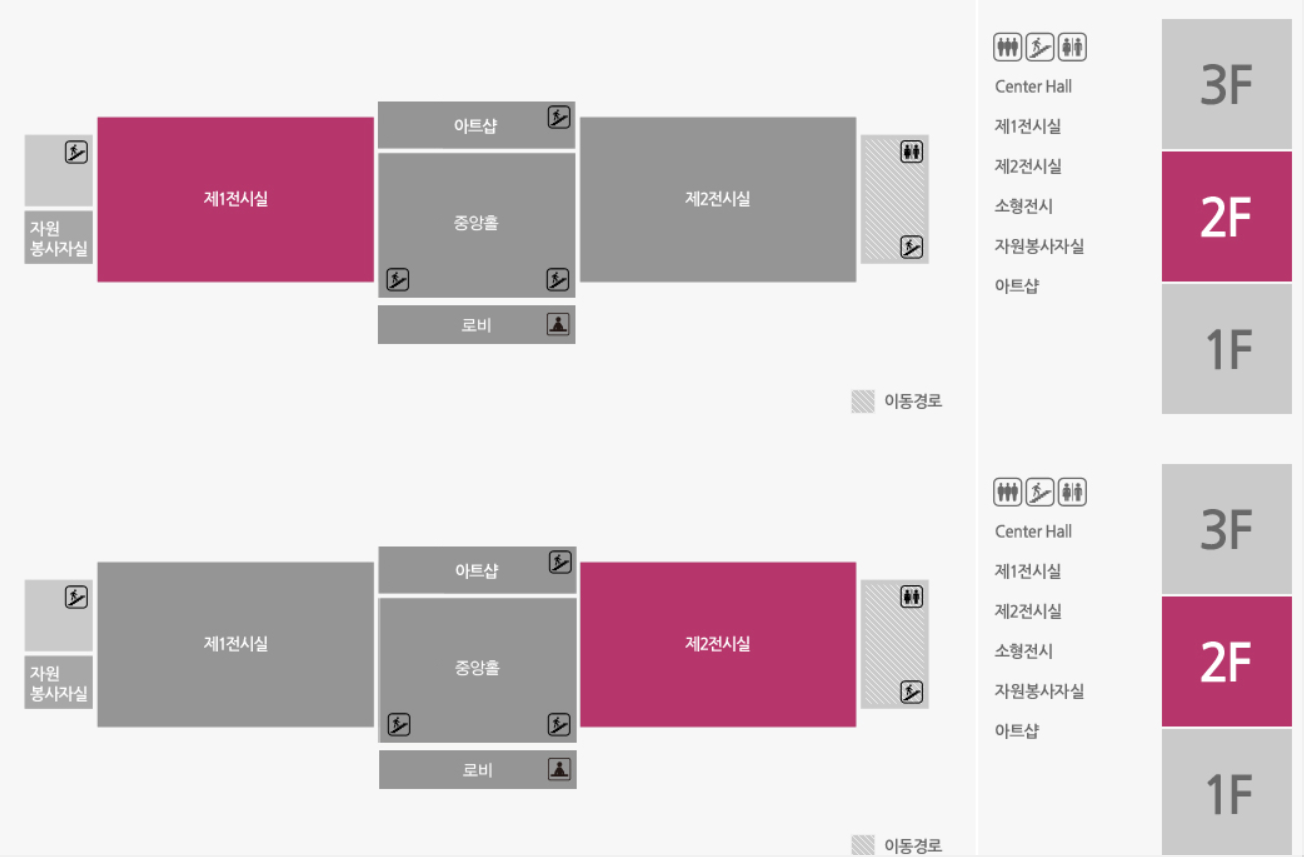 아트샵
제1전시실
제2전시실
중앙홀
자원
봉사자실
로비
이동경로
Center Hall
제1전시실
제2전시실
소형전시
자원봉사자실
아트샵
3F
2F
1F
아트샵
제1전시실
제2전시실
중앙홀
자원
봉사자실
로비
이동경로
Center Hall
제1전시실
제2전시실
소형전시
자원봉사자실
아트샵
3F
2F
1F